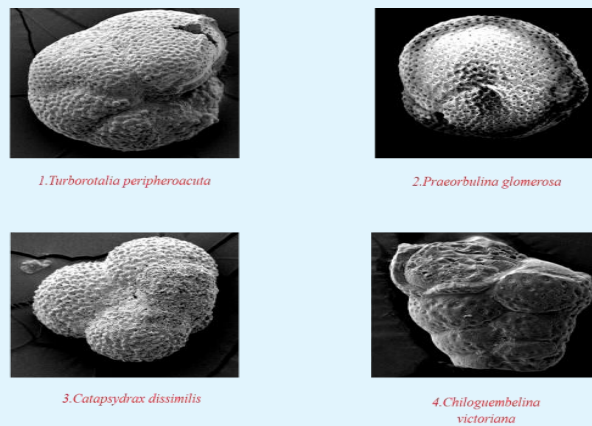 1.Turborotalia peripheroacuta
2.Praeorbulina glomerosa
3.Catapsydrax dissimilis
4.Chiloguembelina
victoriana